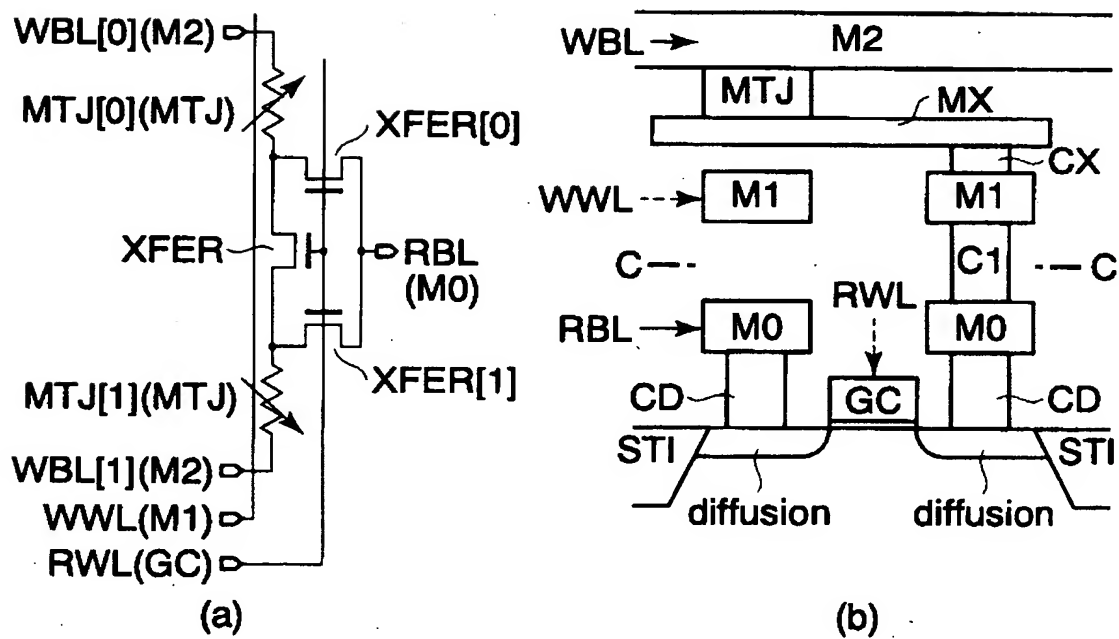 WBL[0](M2)
MTJ[0](MTJ)
XFER[0]
XFER
RBL
(M0)
XFER[1]
MTJ[1](MTJ)
WBL[1](M2)
WWL(M1)
RWL(GC)
(a)
WBL
M2
MTJ
MX
CX
WWL
M1
M1
C
C1
C
RWL
RBL
M0
M0
CD
GC
CD
STI
STI
diffusion
diffusion
(b)